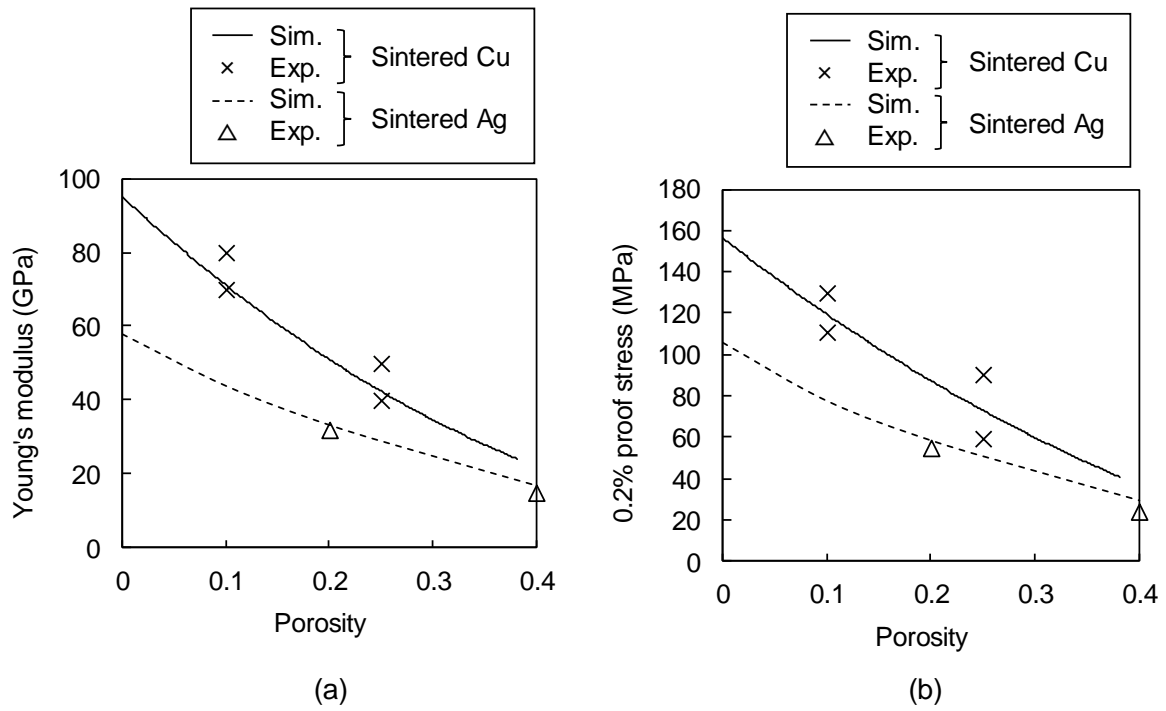 Sim.
Exp.
Sintered Cu
Sim.
Exp.
Sintered Ag
100
80
60
40
20
0
Young's modulus (GPa)
0 0.1 0.2 0.3 0.4
Porosity
(a)
Sim.
Exp.
Sintered Cu
Sim.
Exp.
Sintered Ag
180
160
140
120
100
80
60
40
20
0
0.2% proof stress (MPa)
0 0.1 0.2 0.3 0.4
Porosity
(b)